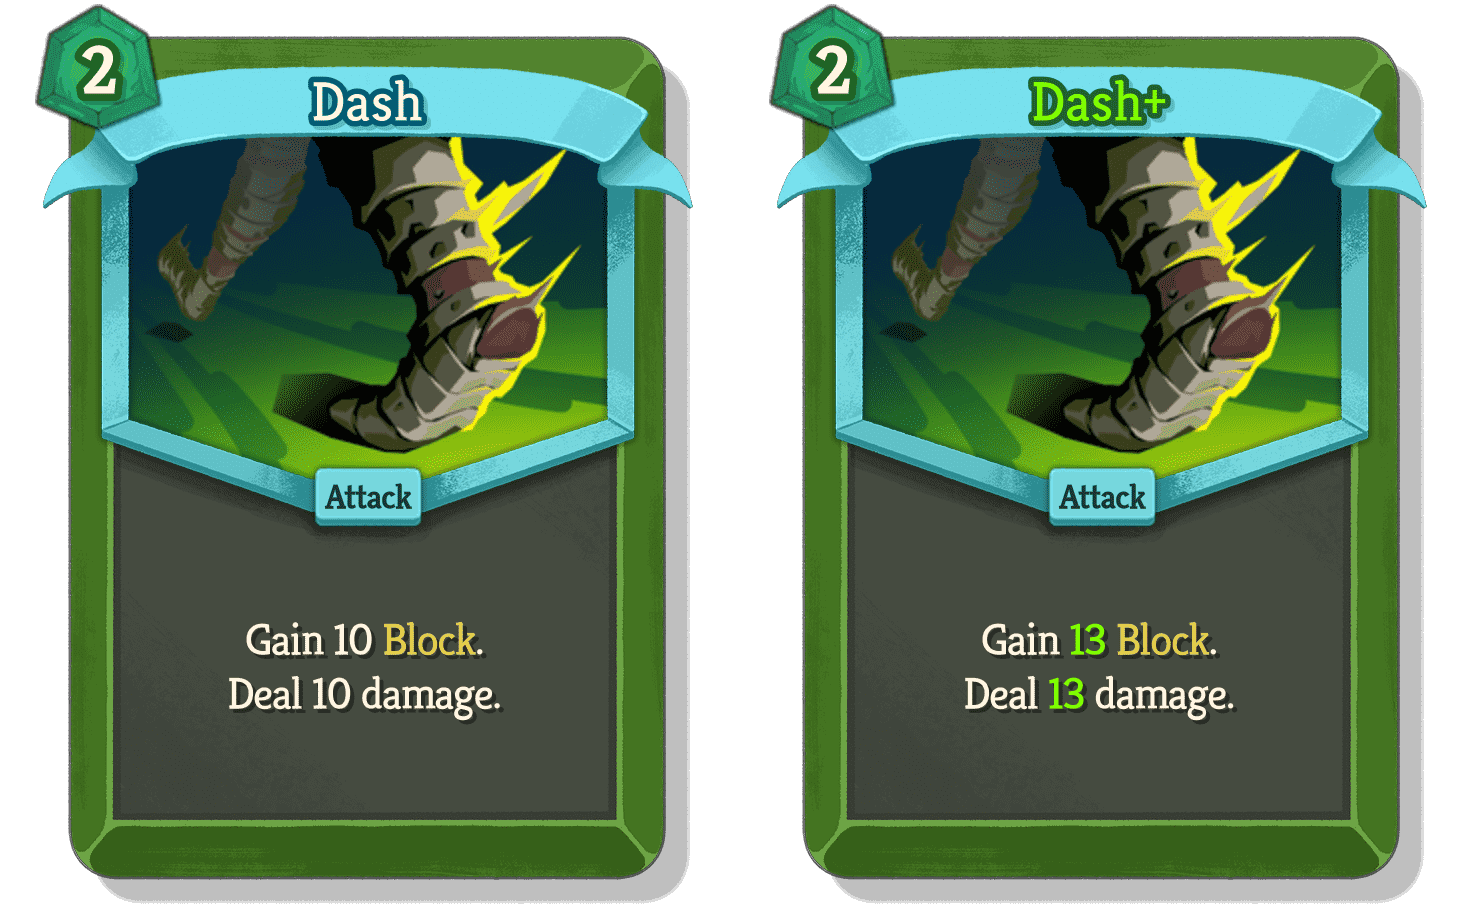 2
Dash
Attack
Gain 10 Block.
Deal 10 damage.
2
Dash+
Attack
Gain 13 Block.
Deal 13 damage.